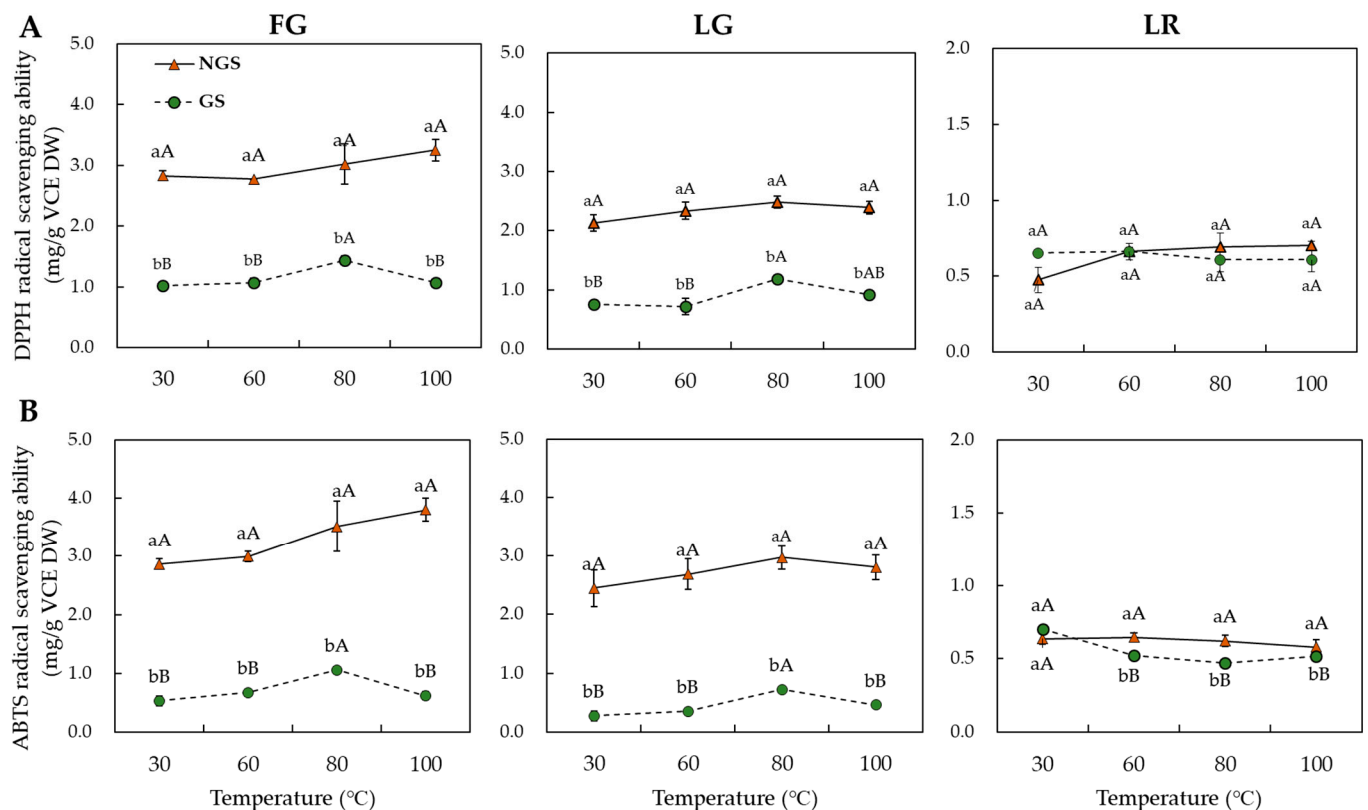 A
FG
LG
LR
DPPH radical scavenging ability
(mg/g VCE DW)
5.0
4.0
3.0
2.0
1.0
0.0
NGS
GS
aA
aA
aA
aA
bB
bB
bA
bB
30
60
80
100
5.0
4.0
3.0
2.0
1.0
0.0
aA
aA
aA
aA
bB
bB
bA
bAB
30
60
80
100
2.0
1.5
1.0
0.5
0.0
aA
aA
aA
aA
aA
aA
aA
aA
30
60
80
100
B
ABTS radical scavenging ability
(mg/g VCE DW)
5.0
4.0
3.0
2.0
1.0
0.0
aA
aA
aA
aA
bB
bB
bA
bB
30
60
80
100
Temperature (°C)
5.0
4.0
3.0
2.0
1.0
0.0
aA
aA
aA
aA
bB
bB
bA
bB
30
60
80
100
Temperature (°C)
2.0
1.5
1.0
0.5
0.0
aA
aA
aA
aA
aA
bB
bB
bB
30
60
80
100
Temperature (°C)